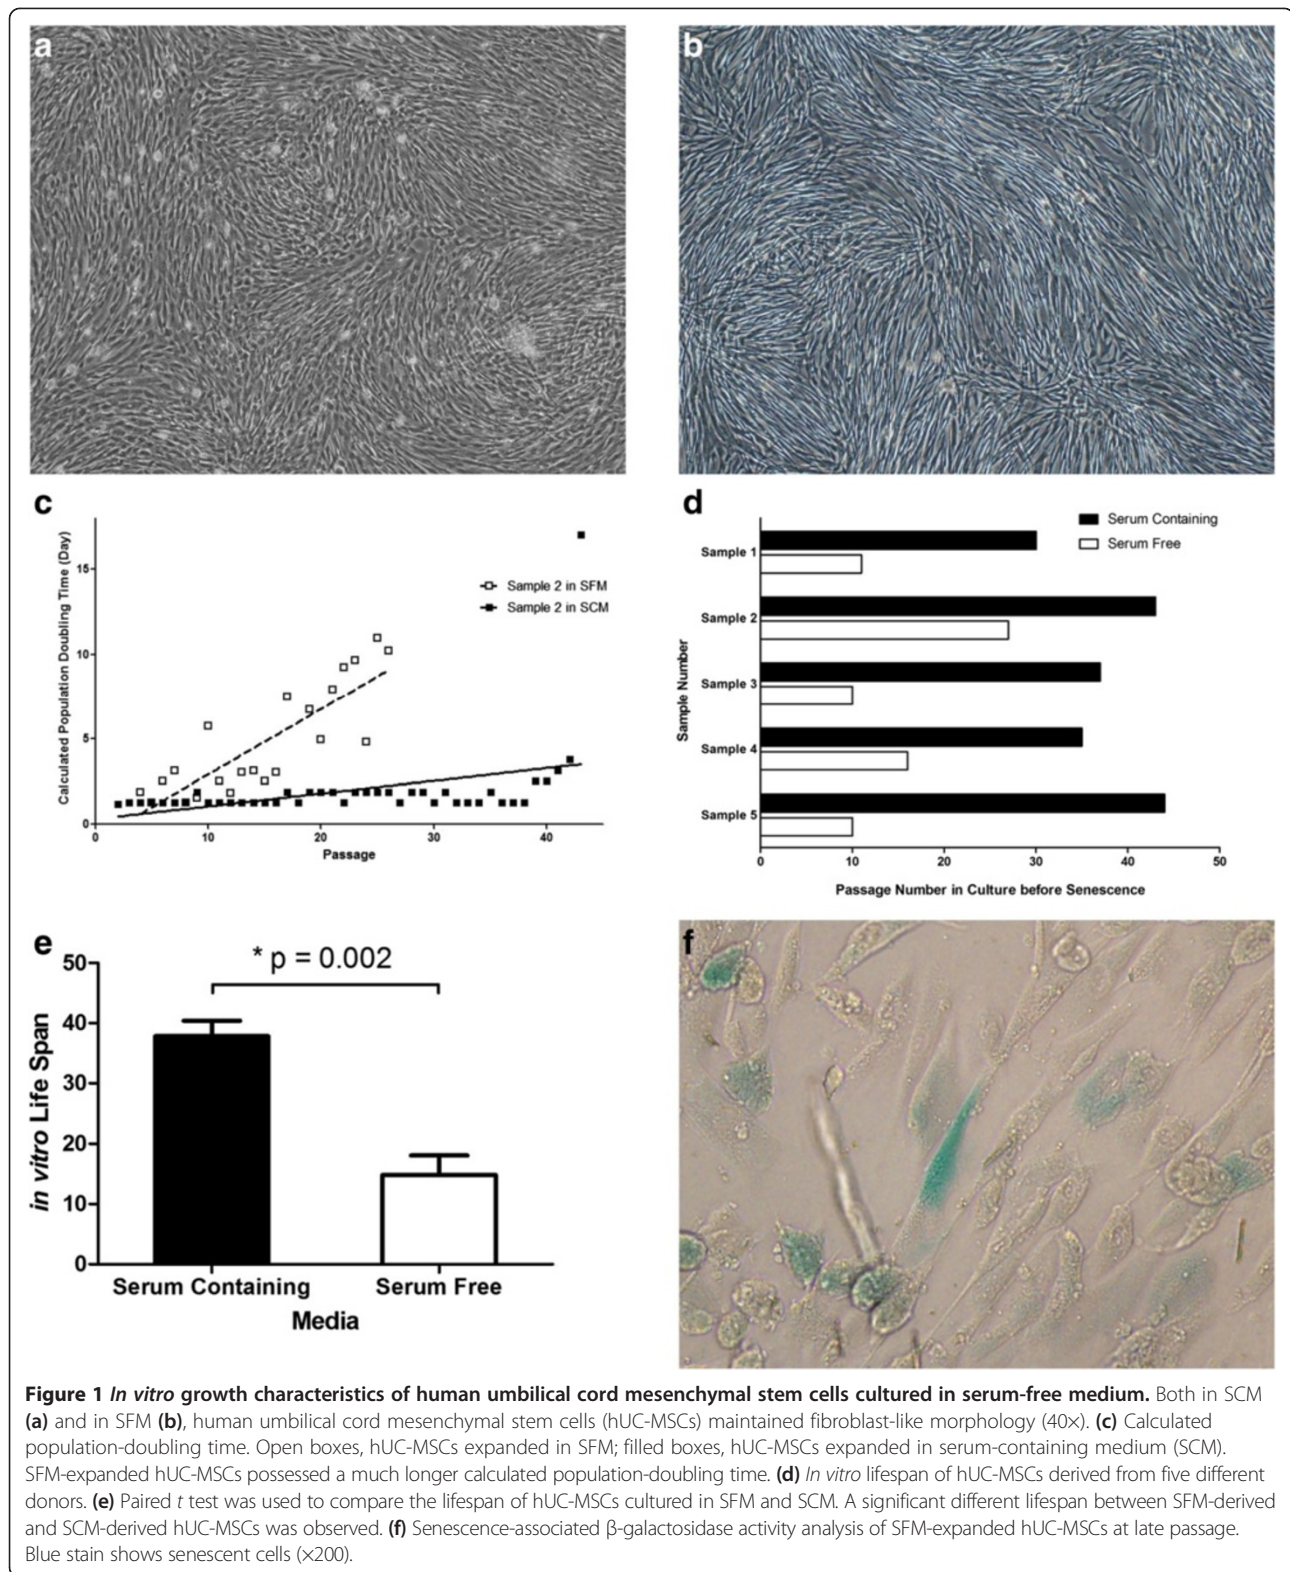 a
b
c
Calculated Population Doubling Time (Day)
15
10
5
0
Sample 2 in SFM
Sample 2 in SCM
0
10
20
30
40
Passage
d
Serum Containing
Serum Free
Sample Number
Sample 1
Sample 2
Sample 3
Sample 4
Sample 5
0
10
20
30
40
50
Passage Number in Culture before Senescence
e
* p = 0.002
in vitro Life Span
50
40
30
20
10
0
Serum Containing
Serum Free
Media
f
Figure 1 In vitro growth characteristics of human umbilical cord mesenchymal stem cells cultured in serum-free medium. Both in SCM
(a) and in SFM (b), human umbilical cord mesenchymal stem cells (hUC-MSCs) maintained fibroblast-like morphology (40×). (c) Calculated
population-doubling time. Open boxes, hUC-MSCs expanded in SFM; filled boxes, hUC-MSCs expanded in serum-containing medium (SCM).
SFM-expanded hUC-MSCs possessed a much longer calculated population-doubling time. (d) In vitro lifespan of hUC-MSCs derived from five different
donors. (e) Paired t test was used to compare the lifespan of hUC-MSCs cultured in SFM and SCM. A significant different lifespan between SFM-derived
and SCM-derived hUC-MSCs was observed. (f) Senescence-associated β-galactosidase activity analysis of SFM-expanded hUC-MSCs at late passage.
Blue stain shows senescent cells (×200).